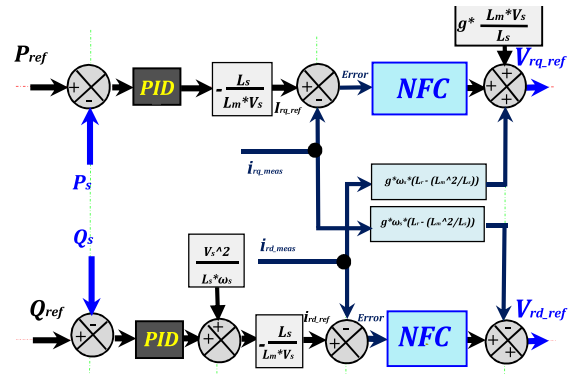 g* Lm*Vs
Ls
Pref
Vrq_ref
+
-
PID
- Ls
Lm*Vs
Irq_ref
+
-
Error
NFC
+
+
+
irq_meas
Ps
g*ωs*(Lr - (Lm^2/Ls))
Qs
g*ωs*(Lr - (Lm^2/Ls))
Vs^2
Ls*ωs
ird_meas
Qref
Vrd_ref
-
+
PID
+
+
- Ls
Lm*Vs
ird_ref
-
+
Error
NFC
-
+
+